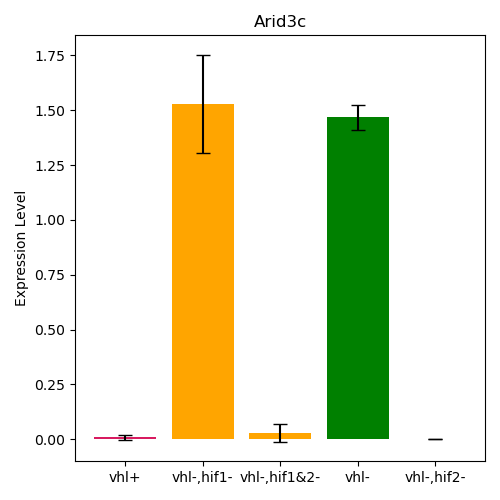 Arid3c
Expression Level
1.75
1.50
1.25
1.00
0.75
0.50
0.25
0.00
vhl+
vhl-,hif1-
vhl-,hif1&2-
vhl-
vhl-,hif2-